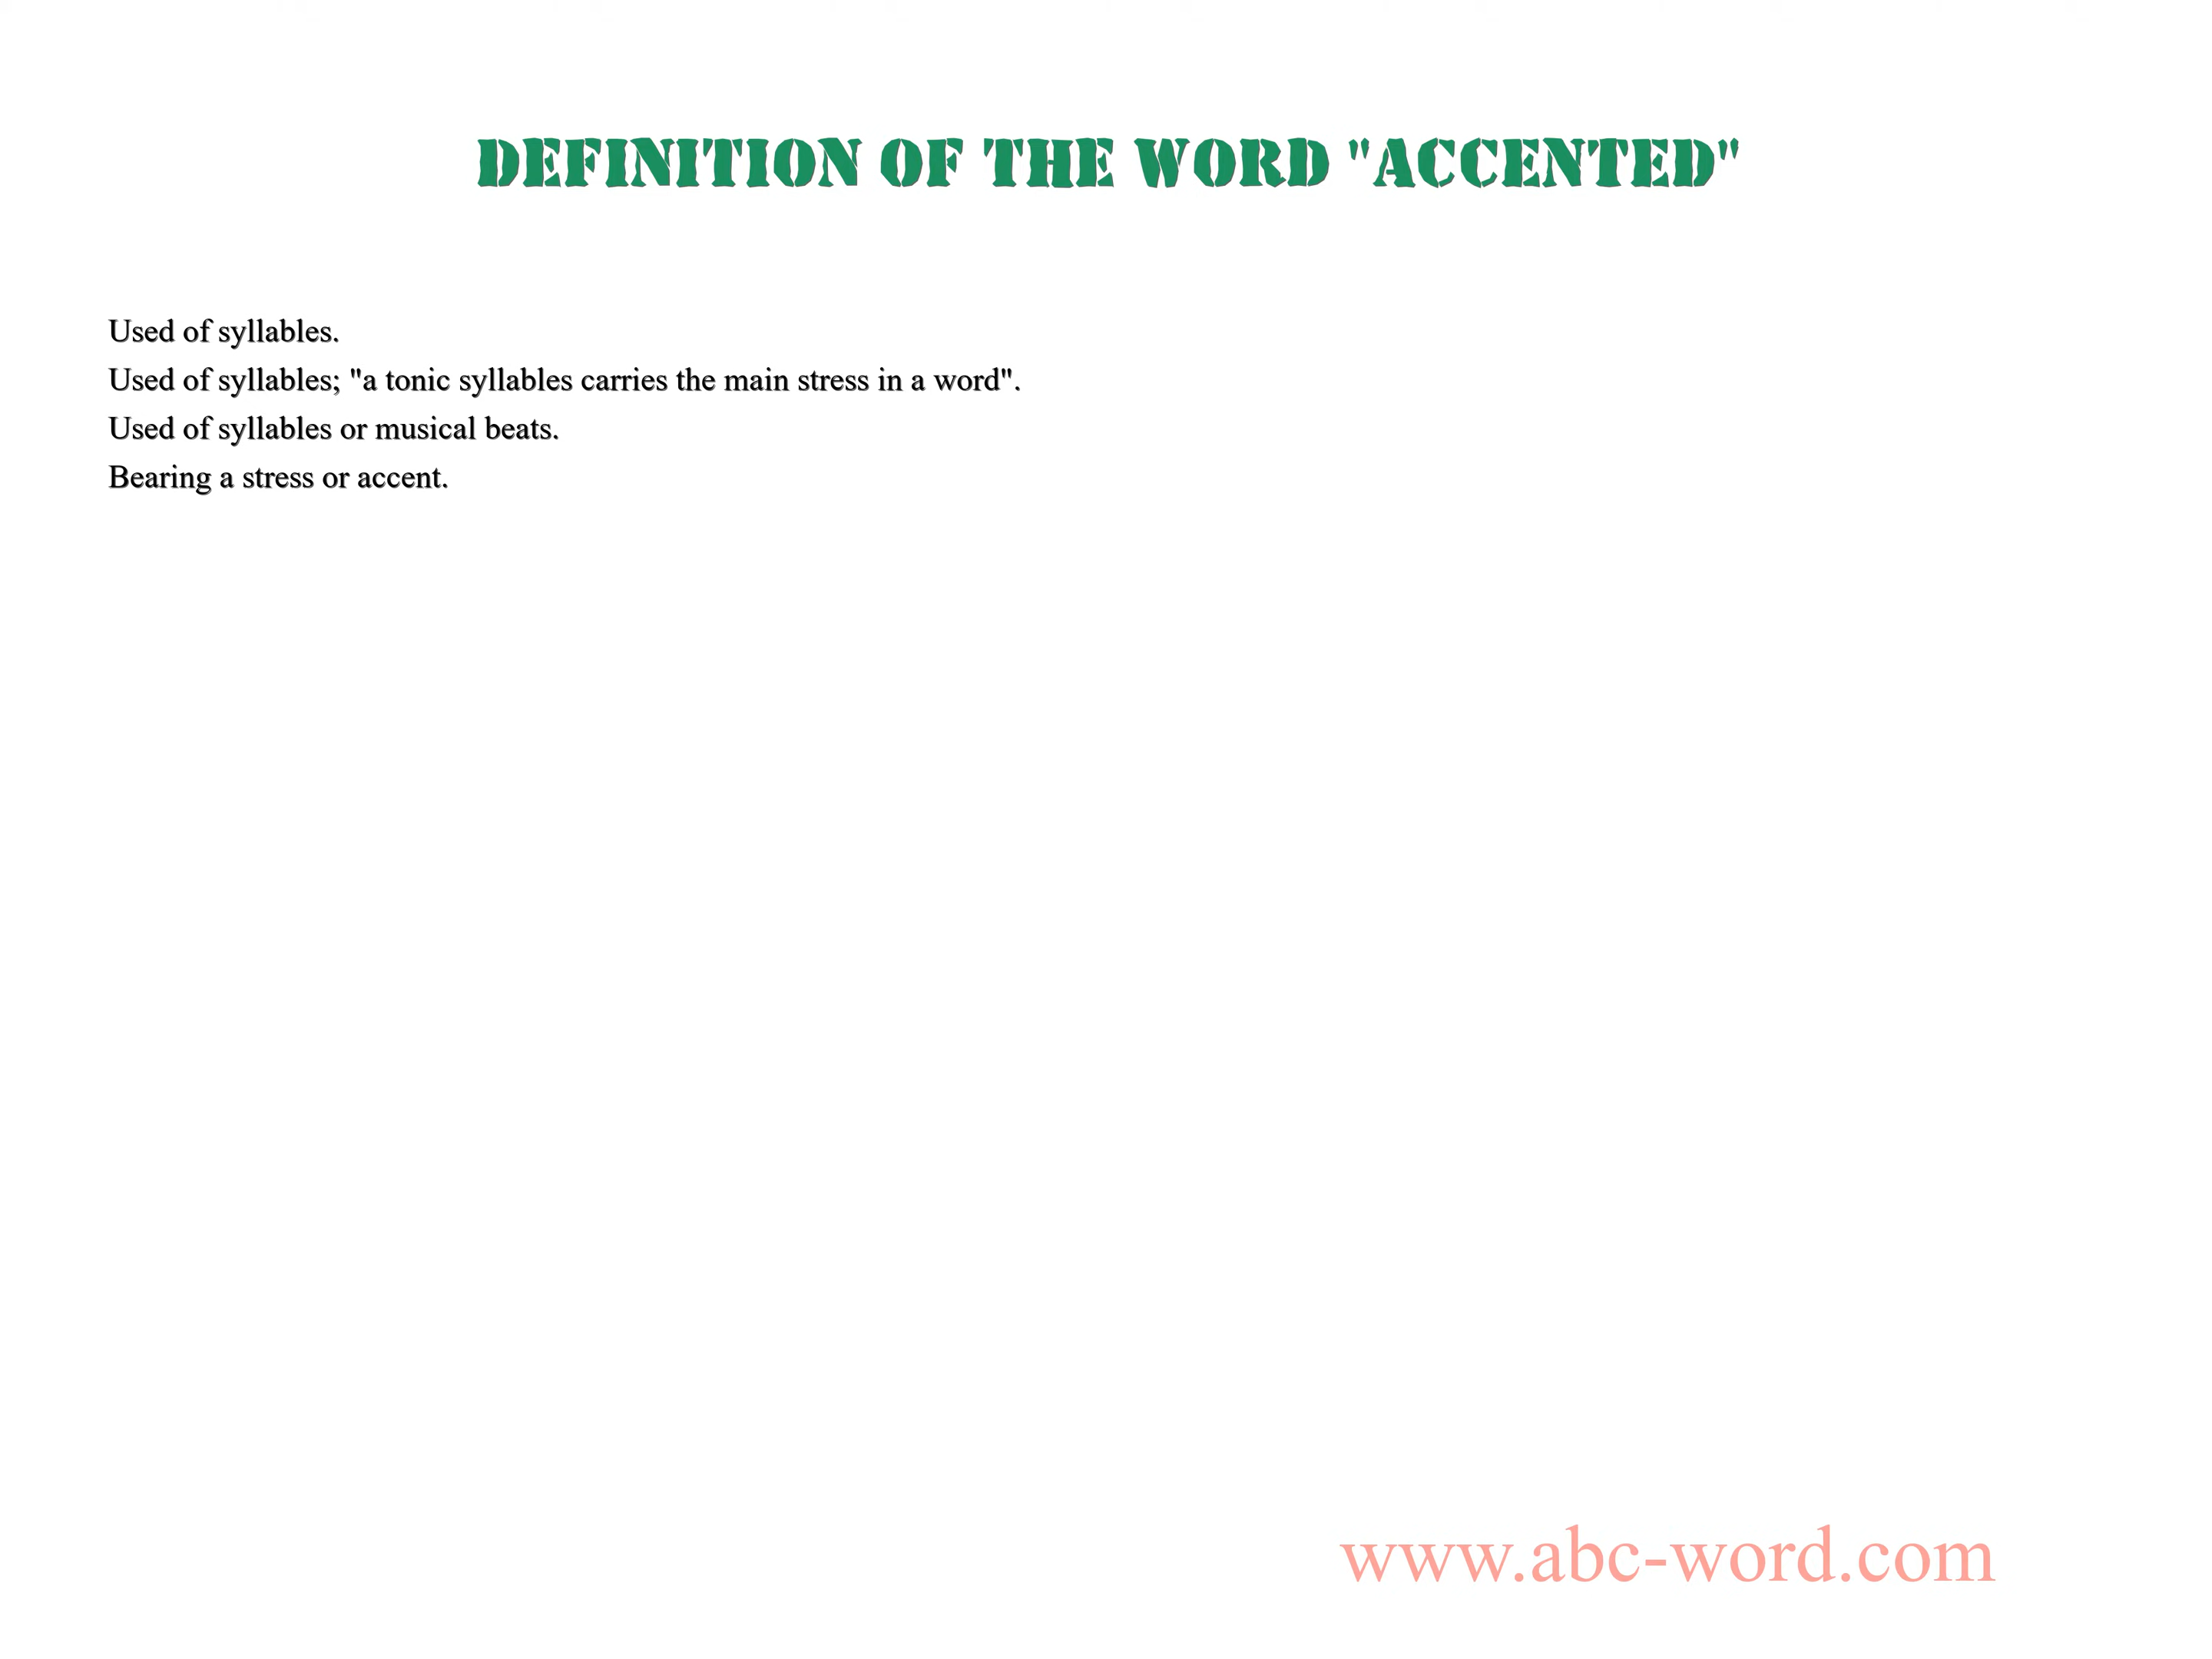 DEFINITION OF THE WORD "ACCENTED"
Used of syllables.
Used of syllables; "a tonic syllables carries the main stress in a word".
Used of syllables or musical beats.
Bearing a stress or accent.
www.abc-word.com